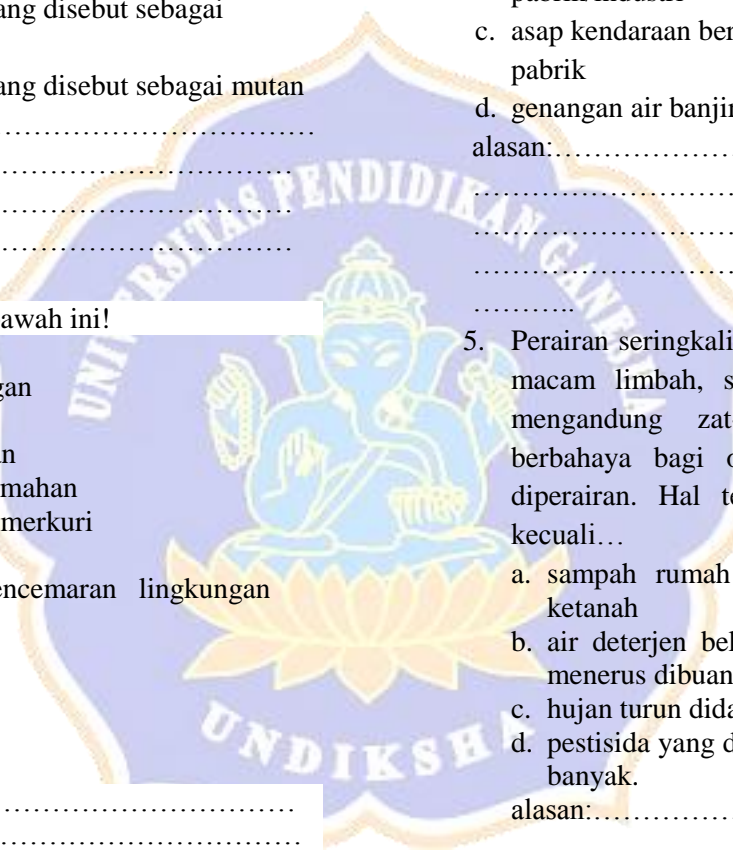 ang disebut sebagai
ang disebut sebagai mutan
……………………………
……………………………
……………………………
……………………………
awah ini!
gan
an
mahan
merkuri
encemaran lingkungan
……………………………
……………………………
c. asap kendaraan ber
pabrik
d. genangan air banjir
alasan:………………
……………………
……………………
……………………
………..
5. Perairan seringkali
macam limbah, s
mengandung zat-
berbahaya bagi o
diperairan. Hal te
kecuali…
a. sampah rumah
ketanah
b. air deterjen bel
menerus dibuan
c. hujan turun dida
d. pestisida yang d
banyak.
alasan:……………
UNIVERSITAS PENDIDIKAN GANESHA
UNDIKSHA